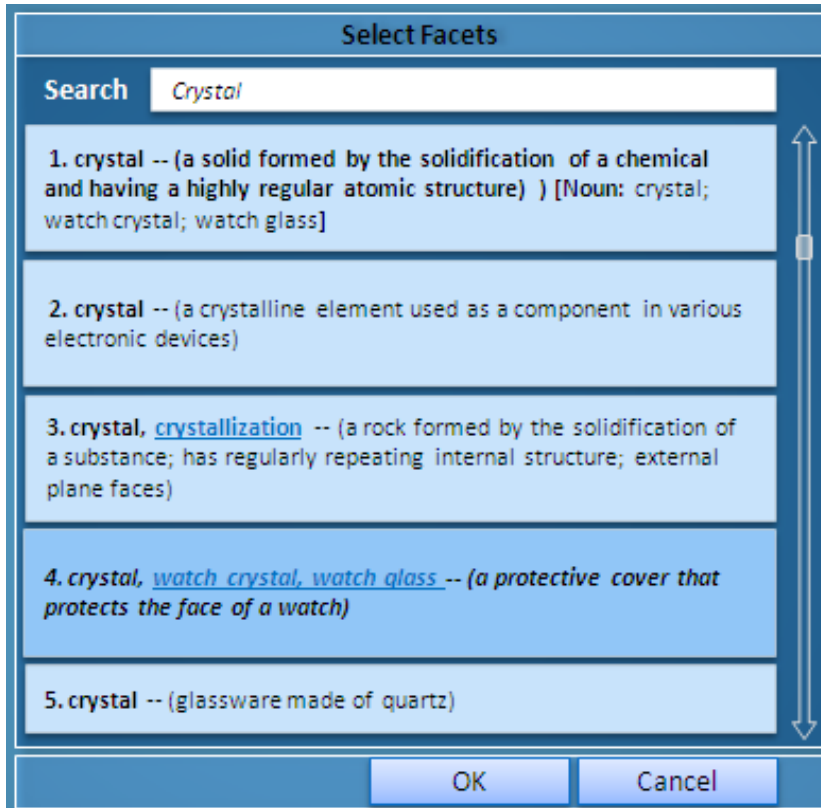 Select Facets
Search Crystal
1. crystal -- (a solid formed by the solidification of a chemical
and having a highly regular atomic structure) ) [Noun: crystal;
watch crystal; watch glass]
2. crystal -- (a crystalline element used as a component in various
electronic devices)
3. crystal, crystallization -- (a rock formed by the solidification of
a substance; has regularly repeating internal structure; external
plane faces)
4. crystal, watch crystal, watch glass -- (a protective cover that
protects the face of a watch)
5. crystal -- (glassware made of quartz)
OK Cancel